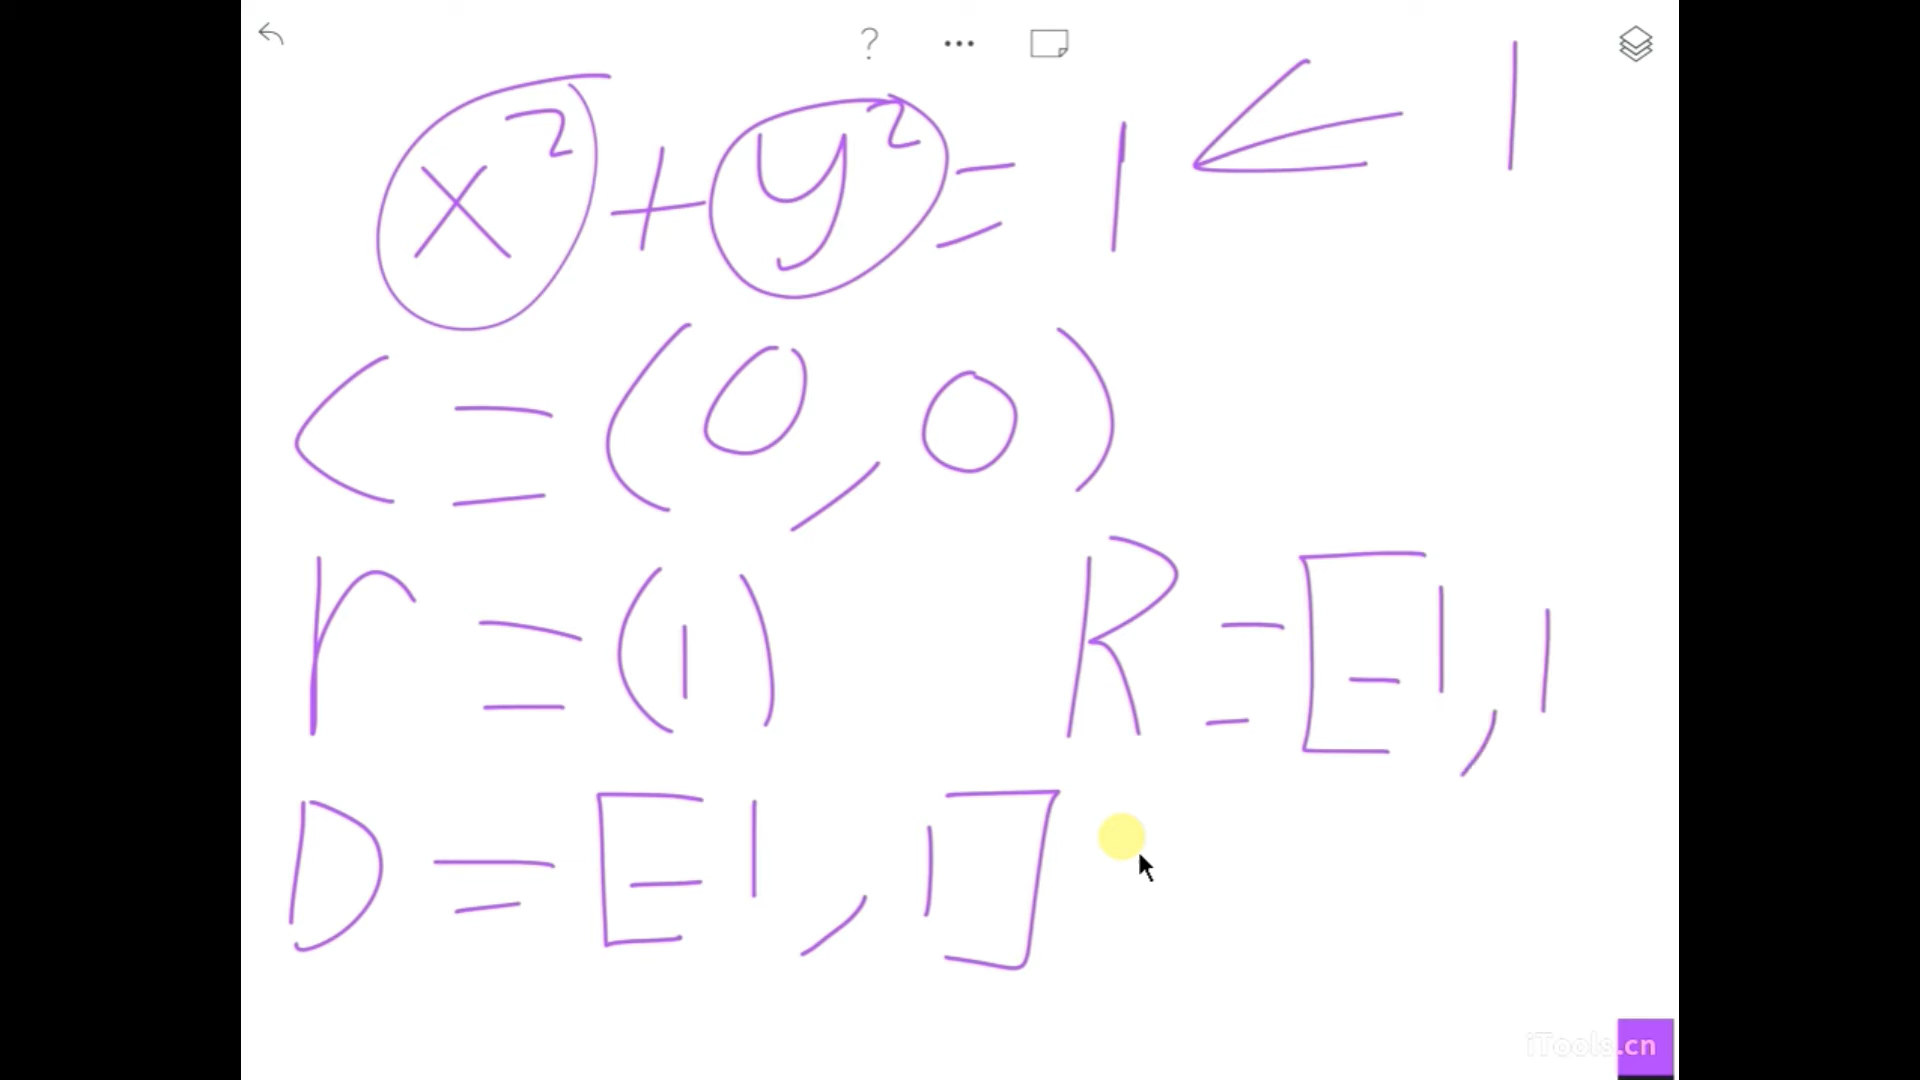 x² + y² = 1 ← 1
C = (0, 0)
r = (1)
R = [-1, 1
D = [-1, 1]
iTools.cn